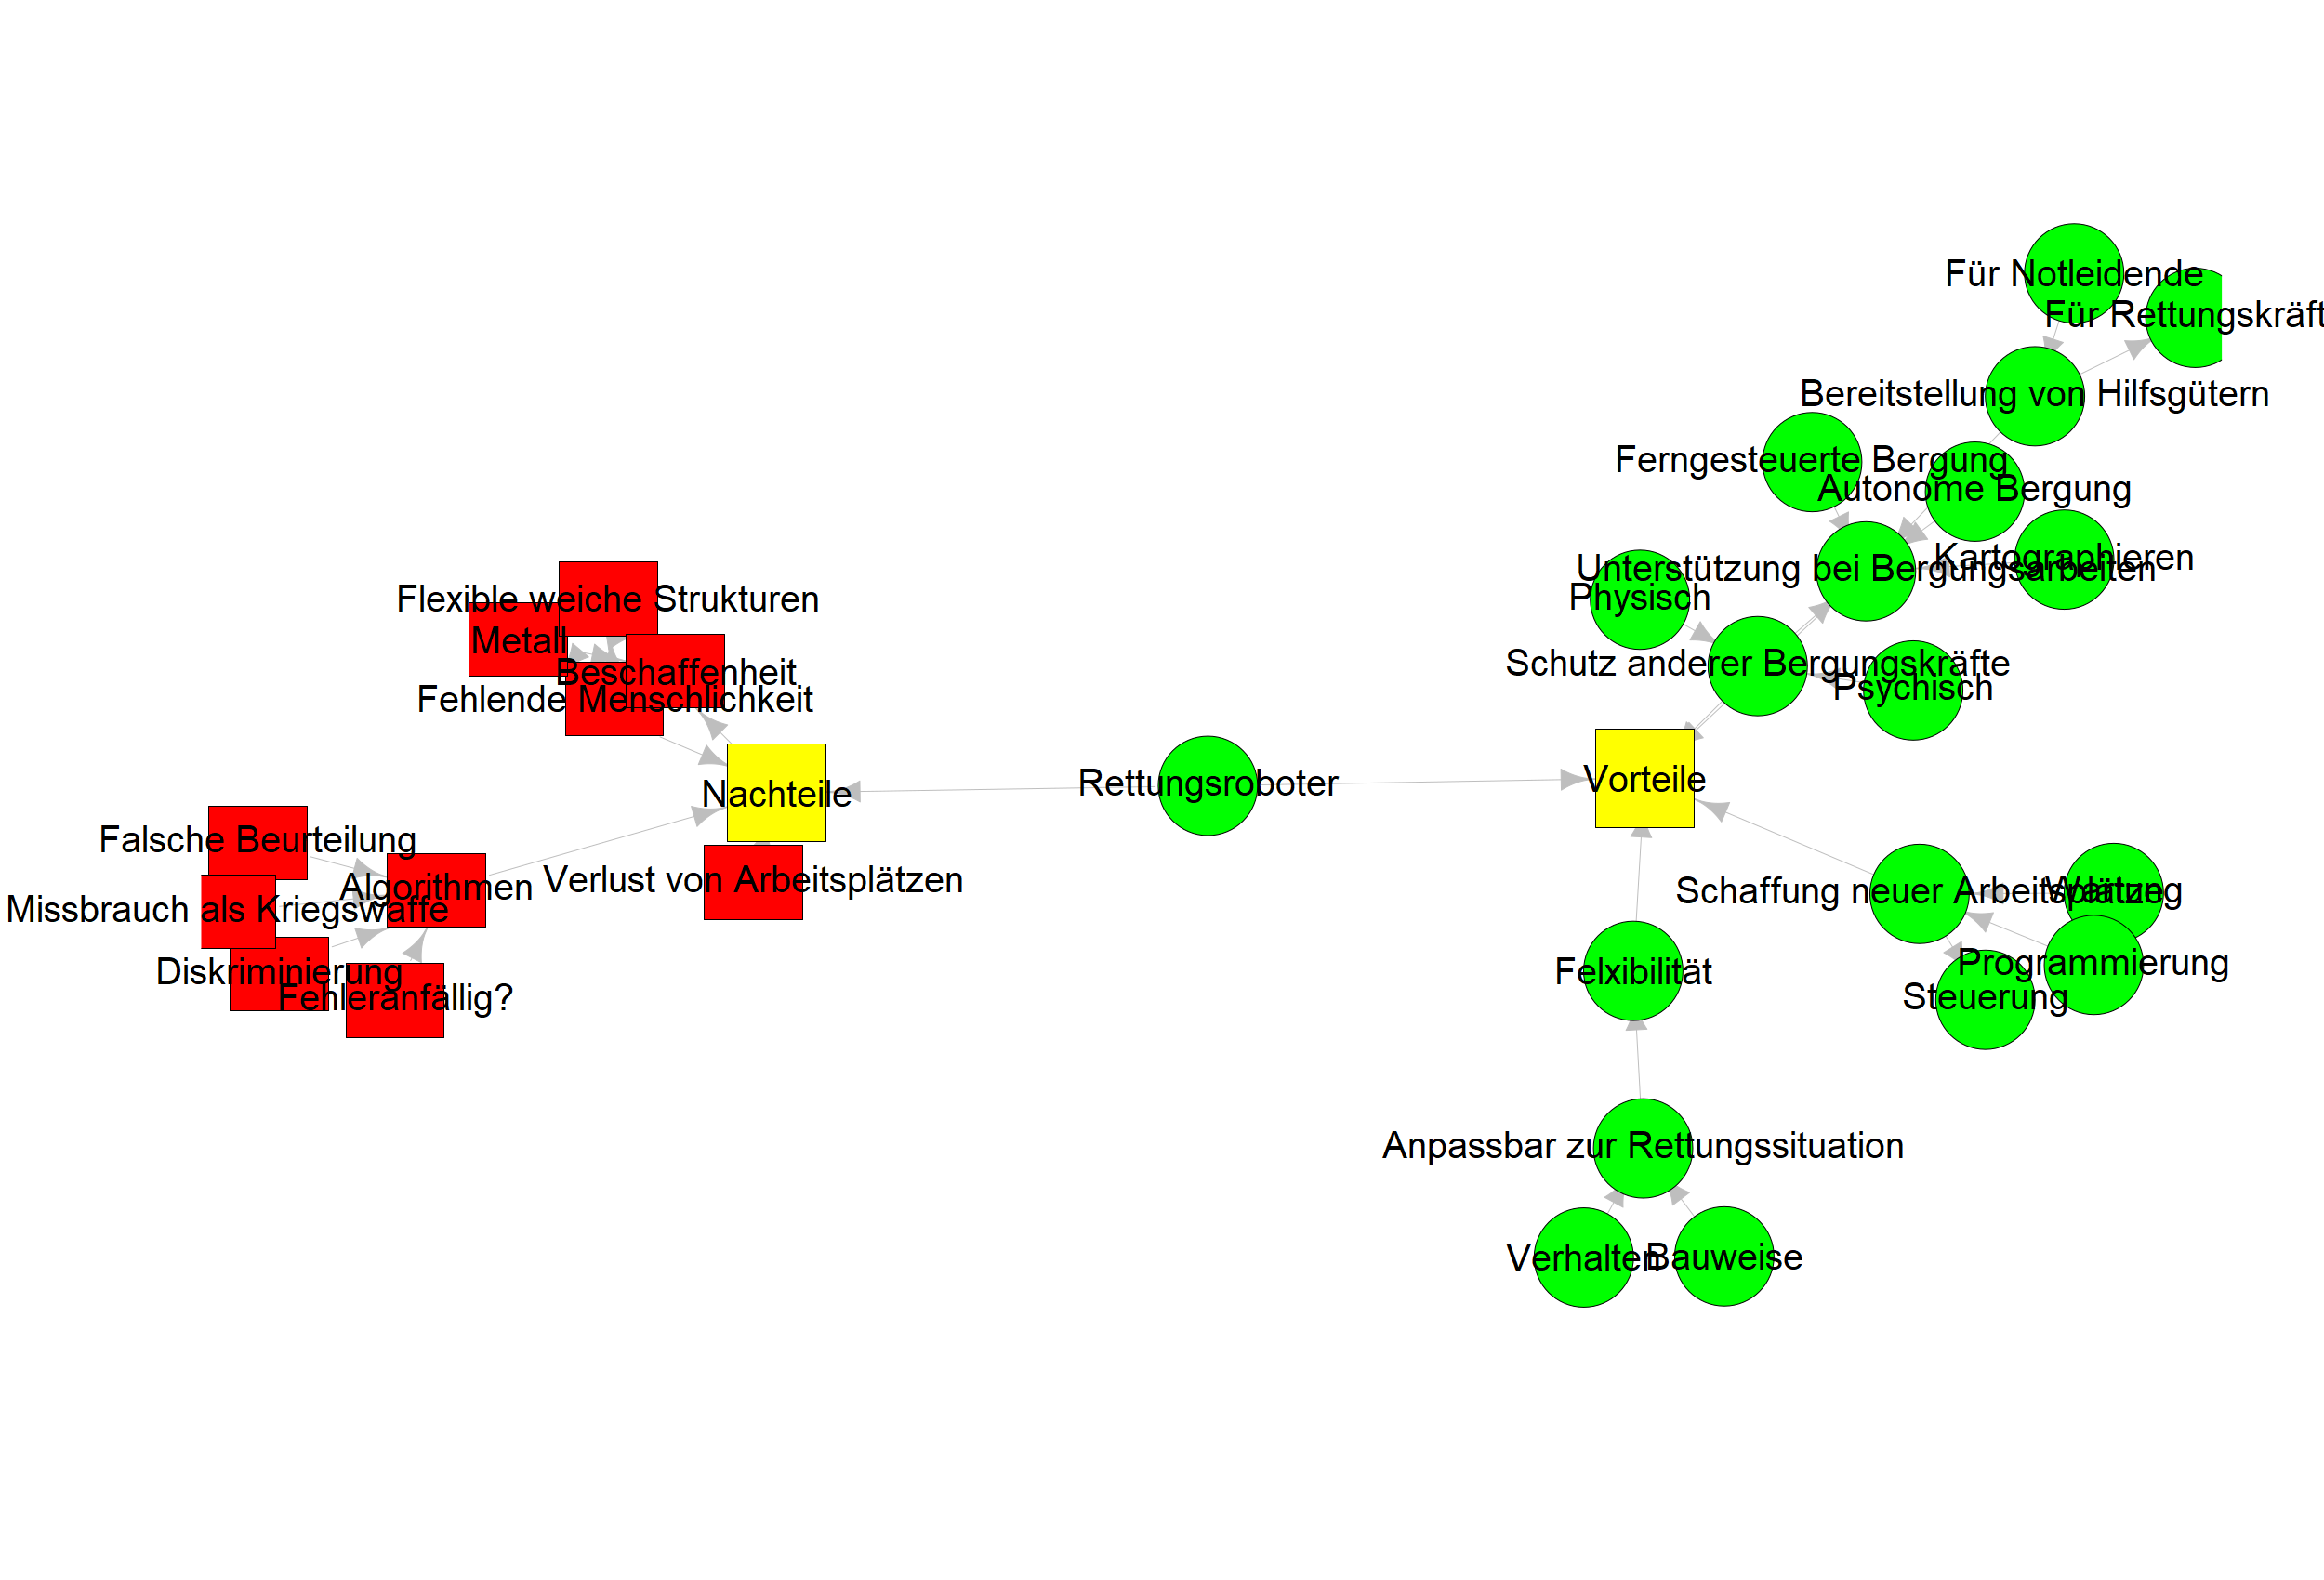 Für Notleidende
Für Rettungskräft
Bereitstellung von Hilfsgütern
Ferngesteuerte Bergung
Autonome Bergung
Kartographieren
Unterstützung bei Bergungsarbeiten
Physisch
Schutz anderer Bergungskräfte
Psychisch
Flexible weiche Strukturen
Metall
Beschaffenheit
Fehlende Menschlichkeit
Nachteile
Rettungsroboter
Vorteile
Falsche Beurteilung
Algorithmen
Verlust von Arbeitsplätzen
Missbrauch als Kriegswaffe
Diskriminierung
Fehleranfällig?
Schaffung neuer Arbeitsplätze
Wartung
Programmierung
Steuerung
Felxibilität
Anpassbar zur Rettungssituation
Verhalten
Bauweise